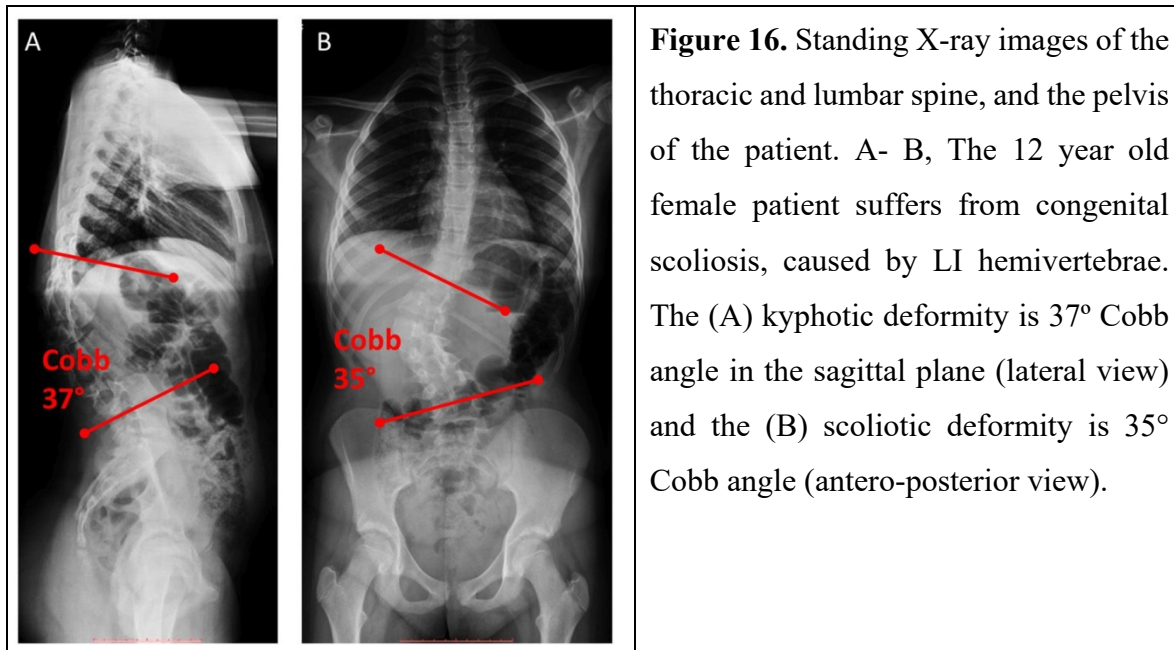 A
B
Cobb
37°
Cobb
35°
Figure 16. Standing X-ray images of the
thoracic and lumbar spine, and the pelvis
of the patient. A- B, The 12 year old
female patient suffers from congenital
scoliosis, caused by LI hemivertebrae.
The (A) kyphotic deformity is 37º Cobb
angle in the sagittal plane (lateral view)
and the (B) scoliotic deformity is 35°
Cobb angle (antero-posterior view).